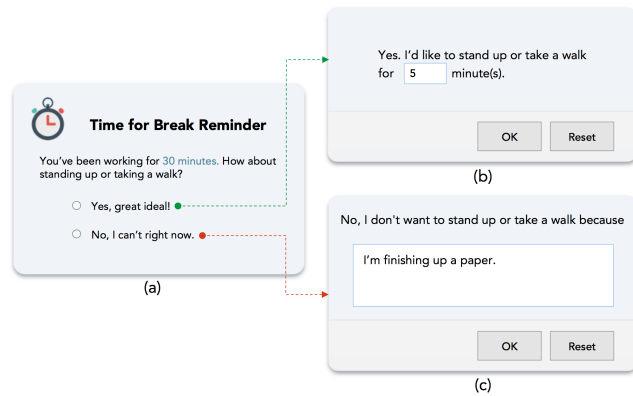 Time for Break Reminder
You've been working for 30 minutes. How about
standing up or taking a walk?
Yes, great ideal!
No, I can't right now.
(a)
Yes. I'd like to stand up or take a walk
for 5 minute(s).
OK Reset
(b)
No, I don't want to stand up or take a walk because
I'm finishing up a paper.
OK Reset
(c)